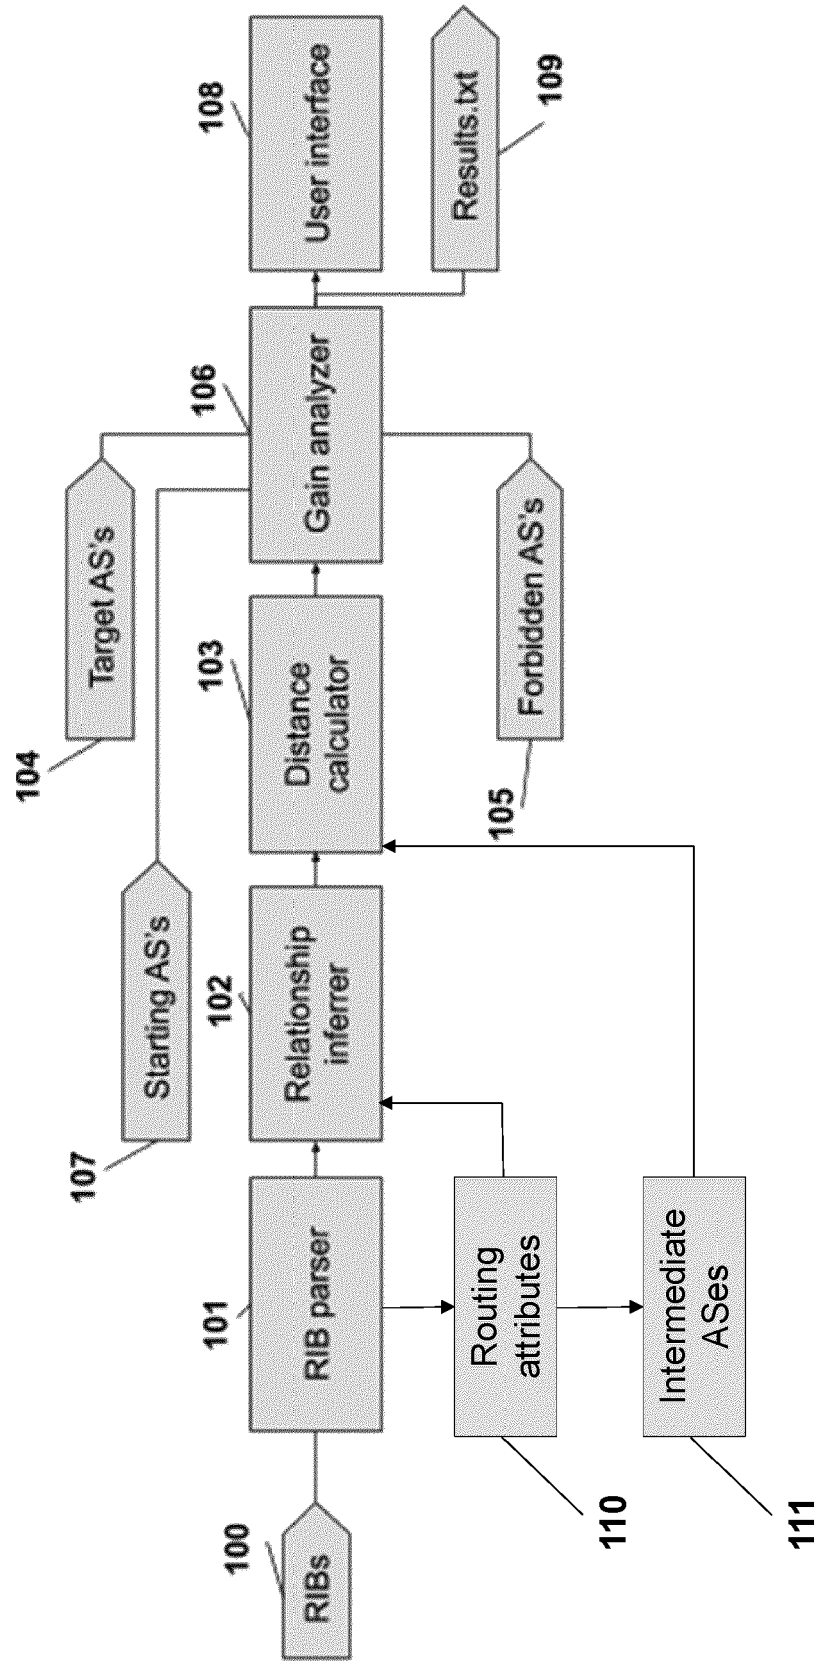 100
RIBs
101
RIB parser
110
Routing
attributes
111
Intermediate
ASes
102
Relationship
inferrer
107
Starting AS's
103
Distance
calculator
104
Target AS's
105
Forbidden AS's
106
Gain analyzer
108
User interface
Results.txt
109